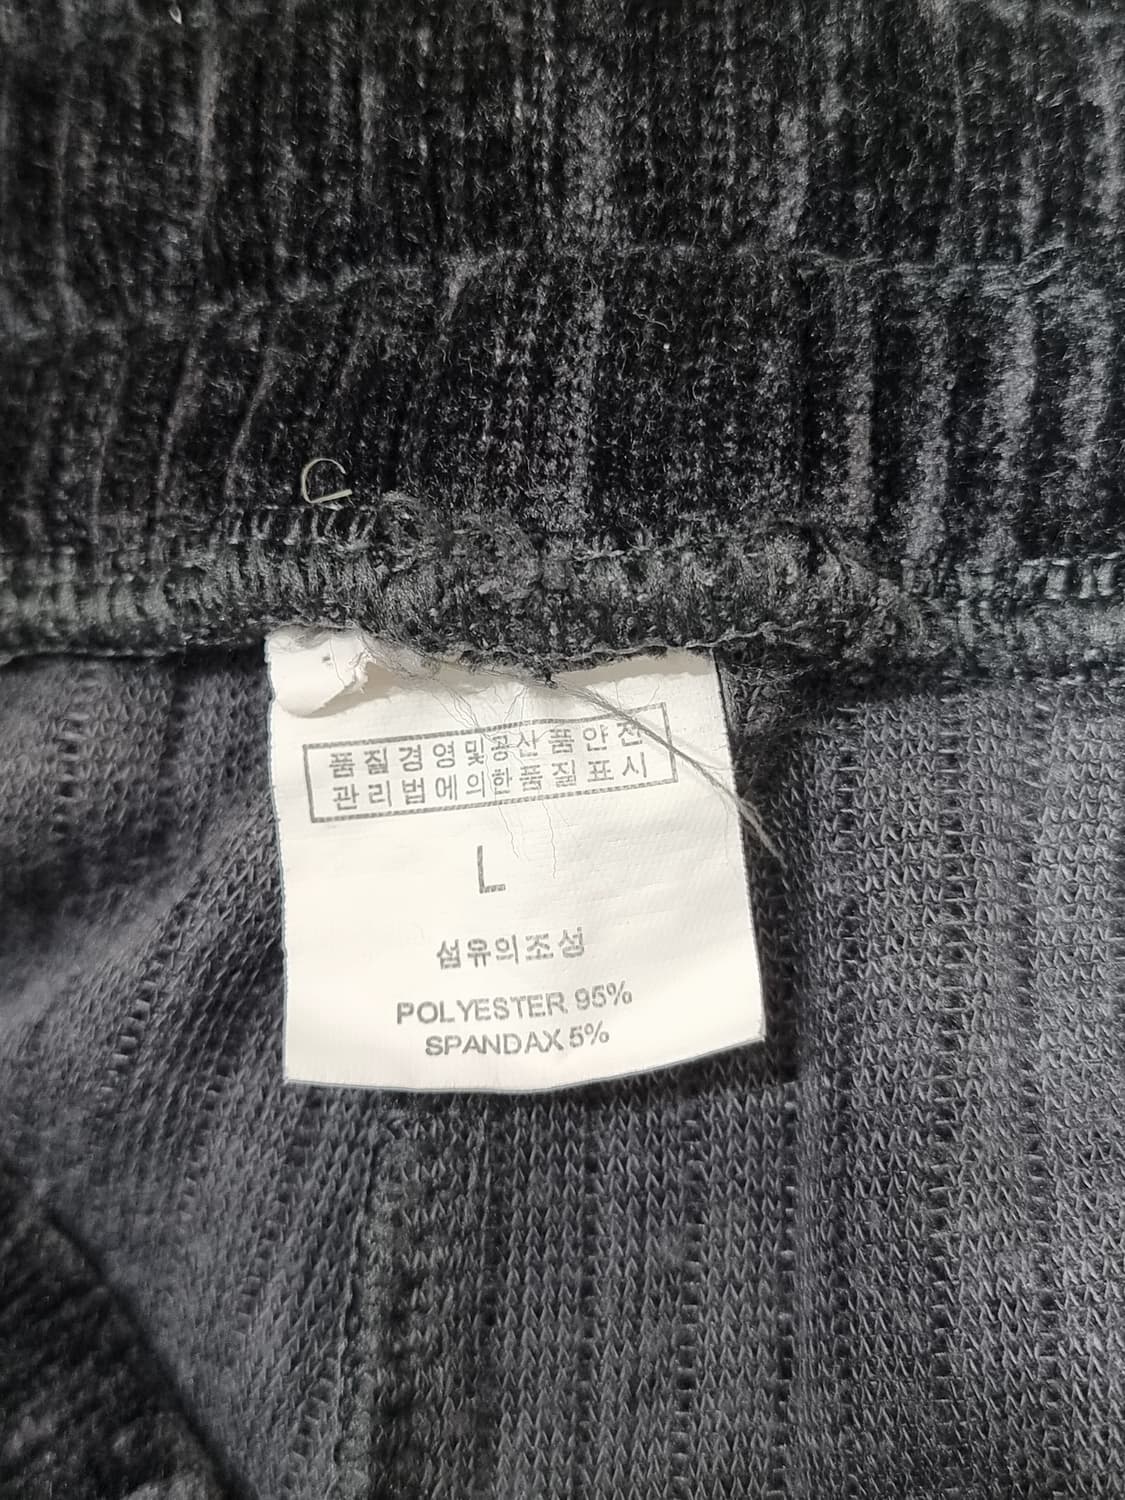 품질경영및공산품안전
관리법에의한품질표시
L
섬유의조성
POLYESTER 95%
SPANDAX 5%